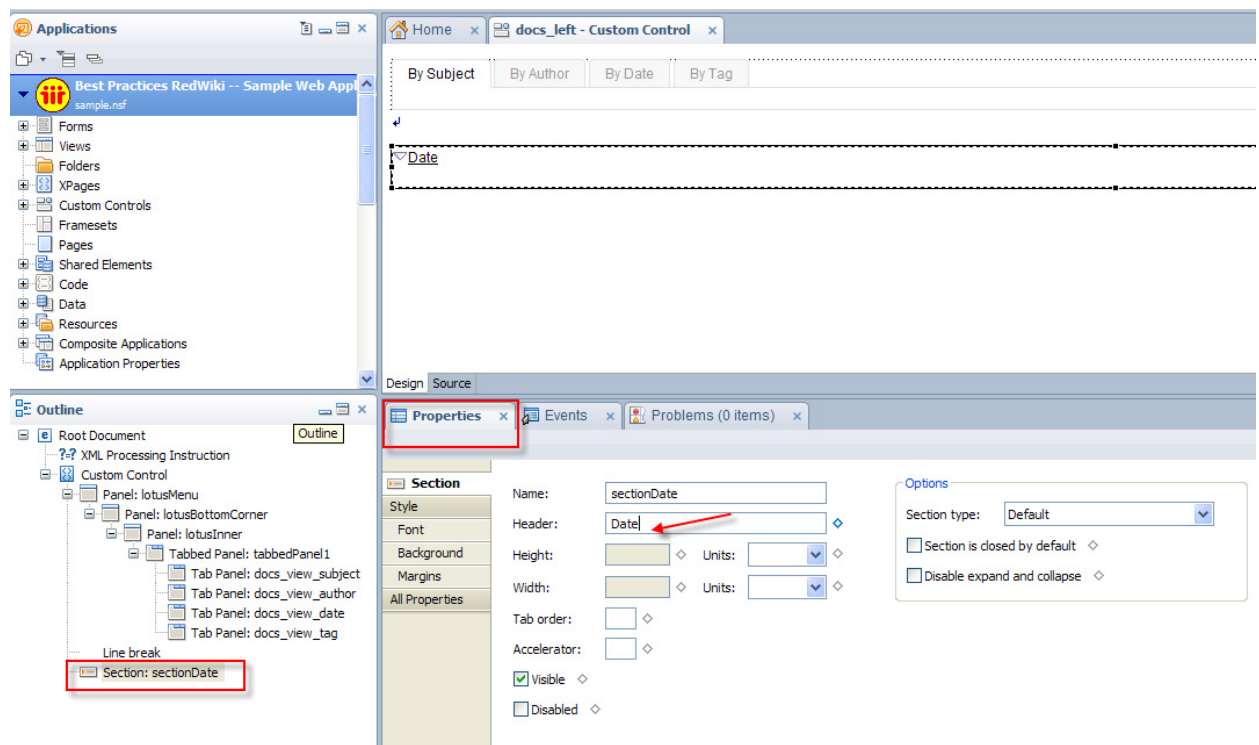 Applications
Best Practices RedWiki -- Sample Web Appl
sample.nsf
Forms
Views
Folders
XPages
Custom Controls
Framesets
Pages
Shared Elements
Code
Data
Resources
Composite Applications
Application Properties
Home
docs_left - Custom Control
By Subject By Author By Date By Tag
Date
Design Source
Outline
Outline
Root Document
?=? XML Processing Instruction
Custom Control
Panel: lotusMenu
Panel: lotusBottomCorner
Panel: lotusInner
Tabbed Panel: tabbedPanel1
Tab Panel: docs_view_subject
Tab Panel: docs_view_author
Tab Panel: docs_view_date
Tab Panel: docs_view_tag
Line break
Section: sectionDate
Properties Events Problems (0 items)
Section
Style
Font
Background
Margins
All Properties
Name: sectionDate
Header: Date
Height: Units:
Width: Units:
Tab order:
Accelerator:
Visible
Disabled
Options
Section type: Default
Section is closed by default
Disable expand and collapse